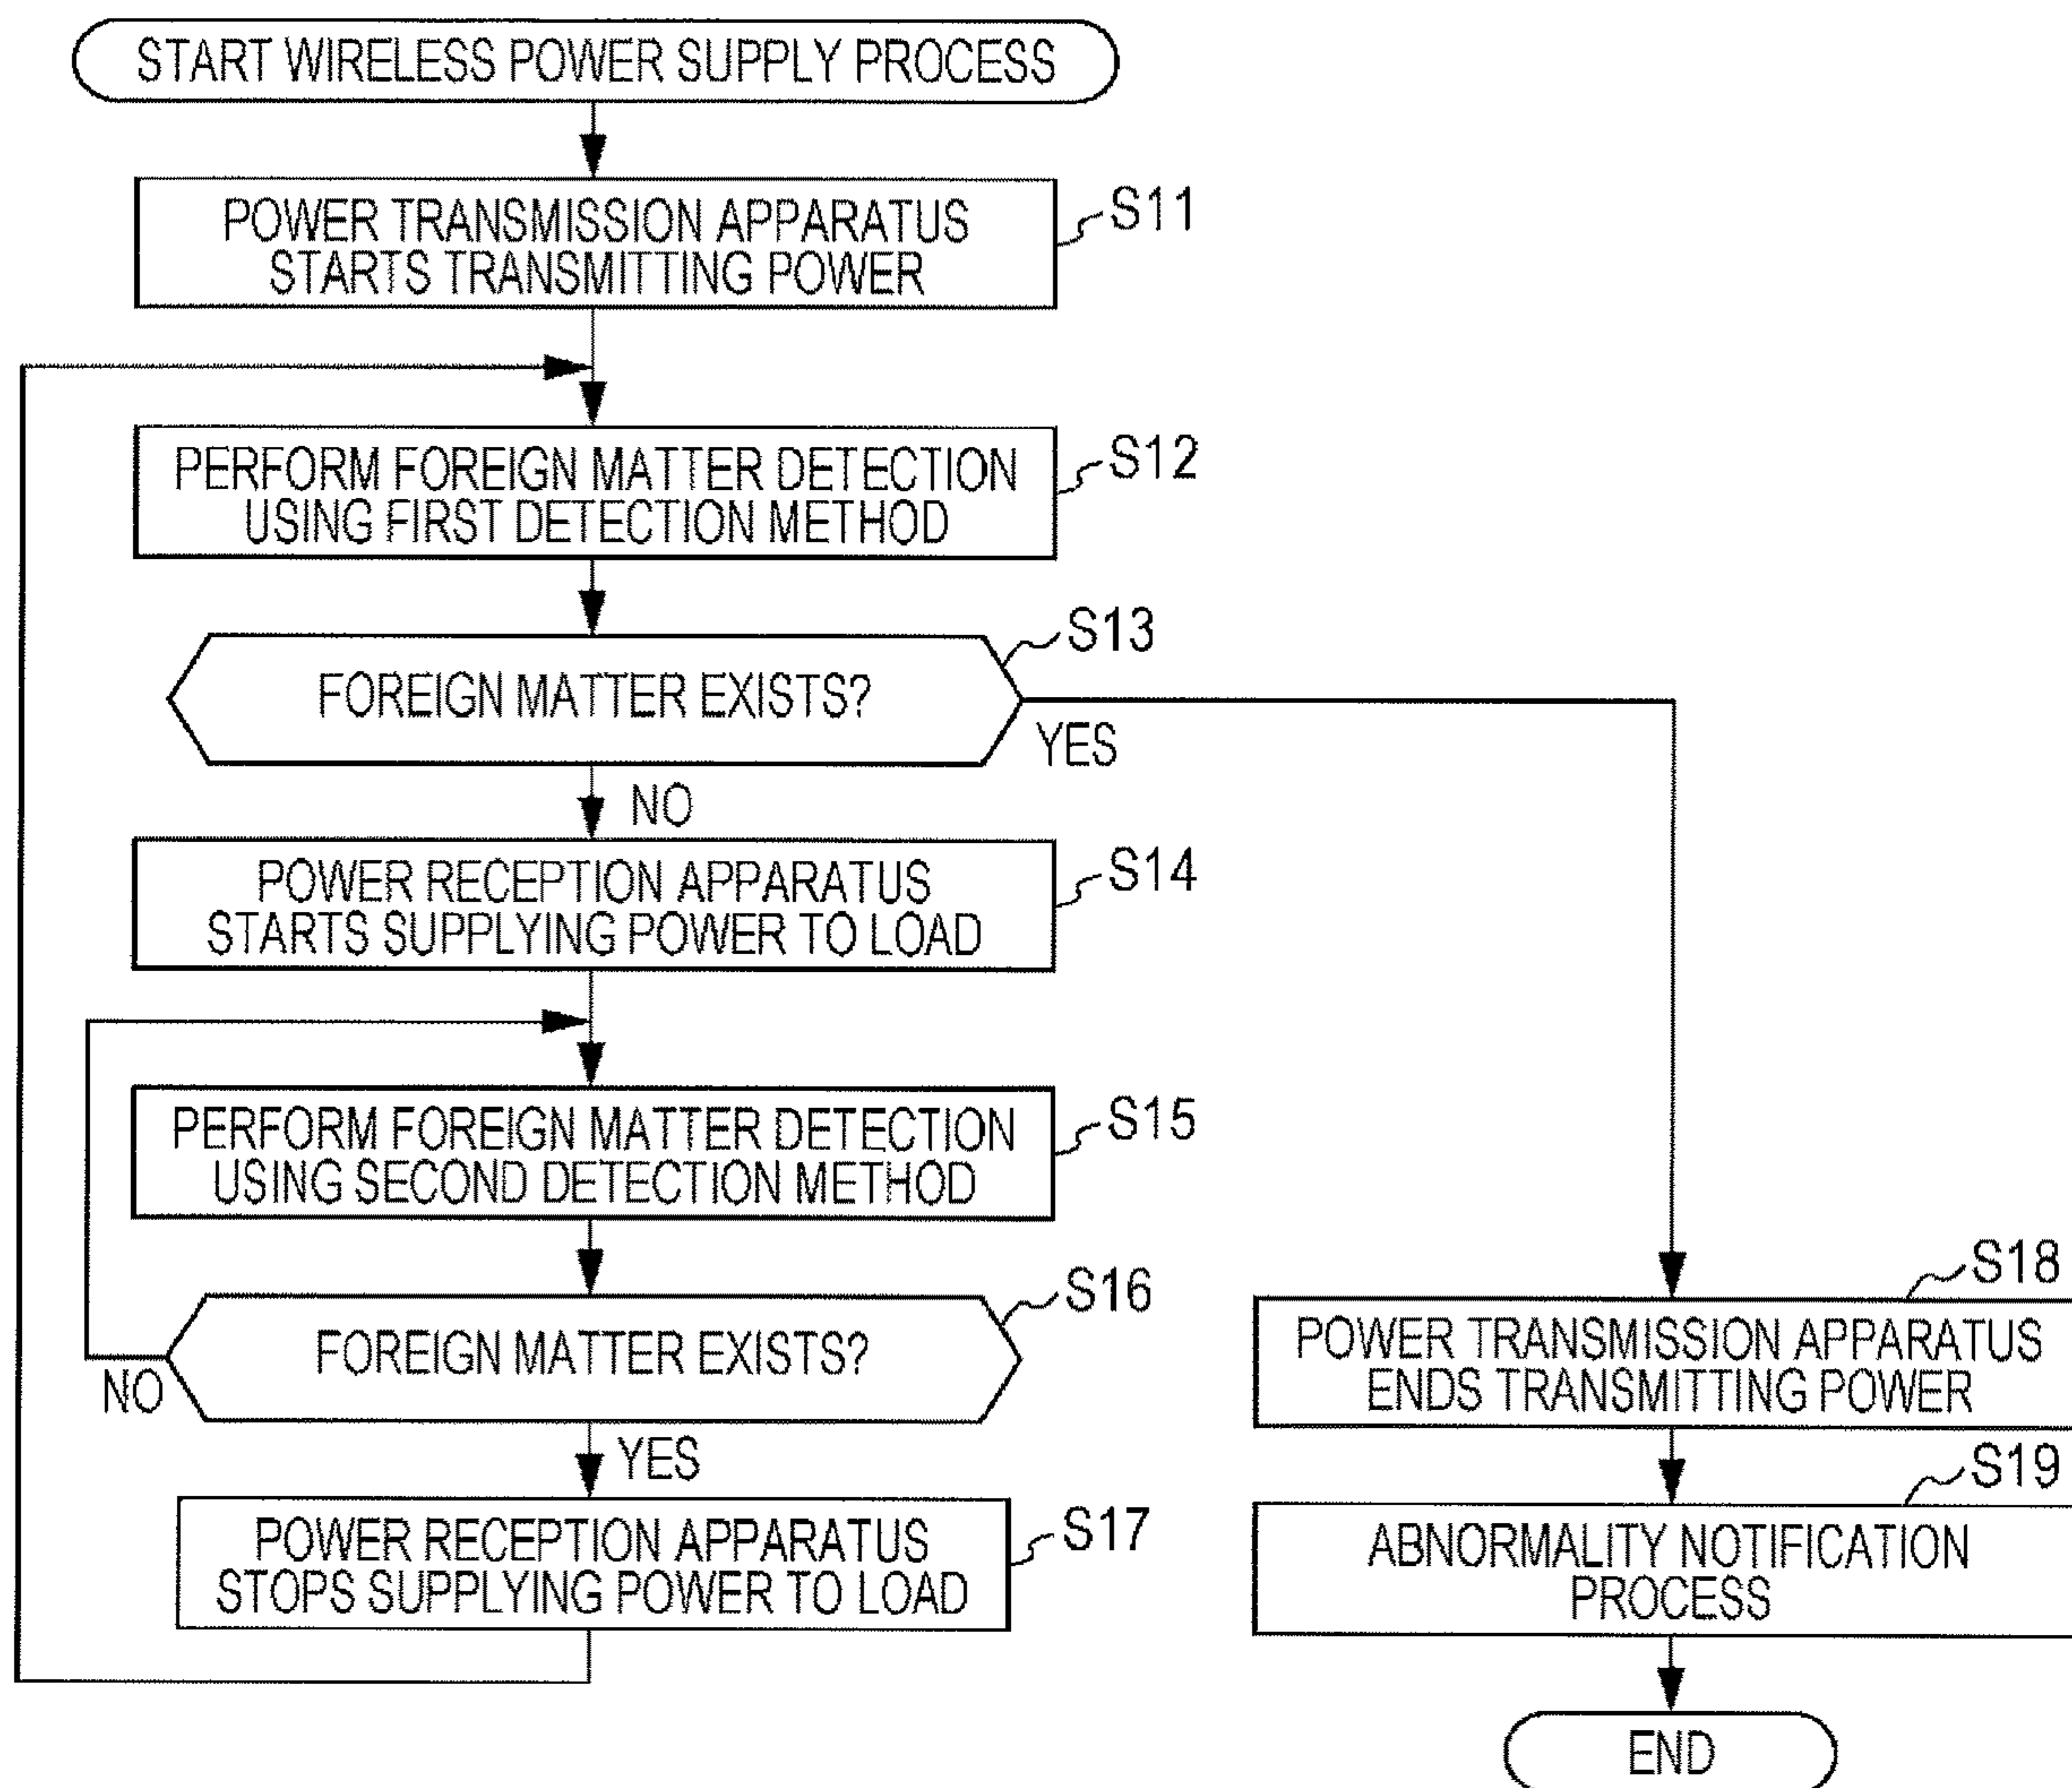 START WIRELESS POWER SUPPLY PROCESS
POWER TRANSMISSION APPARATUS
STARTS TRANSMITTING POWER
S11
PERFORM FOREIGN MATTER DETECTION
USING FIRST DETECTION METHOD
S12
FOREIGN MATTER EXISTS?
S13
YES
NO
POWER RECEPTION APPARATUS
STARTS SUPPLYING POWER TO LOAD
S14
PERFORM FOREIGN MATTER DETECTION
USING SECOND DETECTION METHOD
S15
FOREIGN MATTER EXISTS?
S16
NO
YES
POWER RECEPTION APPARATUS
STOPS SUPPLYING POWER TO LOAD
S17
S18
POWER TRANSMISSION APPARATUS
ENDS TRANSMITTING POWER
S19
ABNORMALITY NOTIFICATION
PROCESS
END